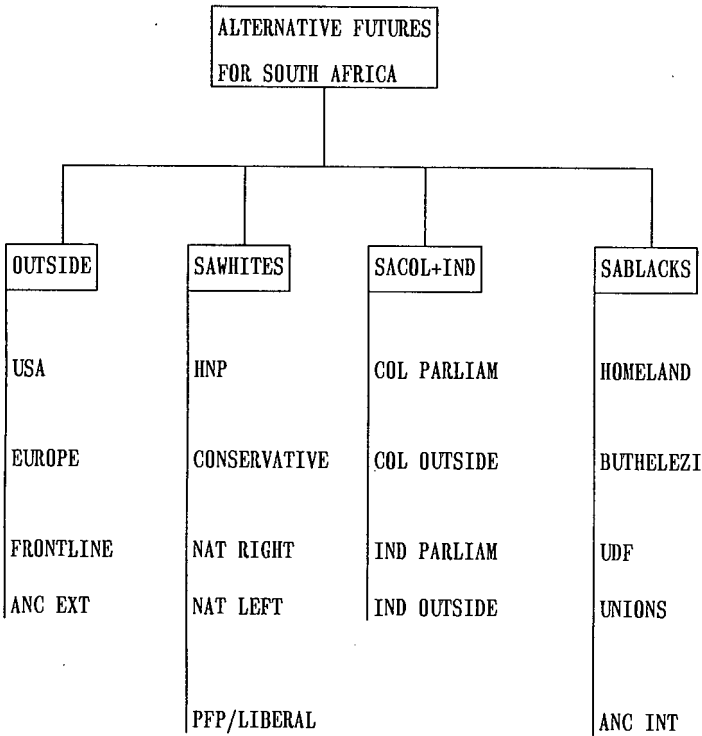 ALTERNATIVE FUTURES
FOR SOUTH AFRICA
OUTSIDE
USA
EUROPE
FRONTLINE
ANC EXT
SAWHITES
HNP
CONSERVATIVE
NAT RIGHT
NAT LEFT
PFP/LIBERAL
SACOL+IND
COL PARLIAM
COL OUTSIDE
IND PARLIAM
IND OUTSIDE
SABLACKS
HOMELAND
BUTHELEZI
UDF
UNIONS
ANC INT